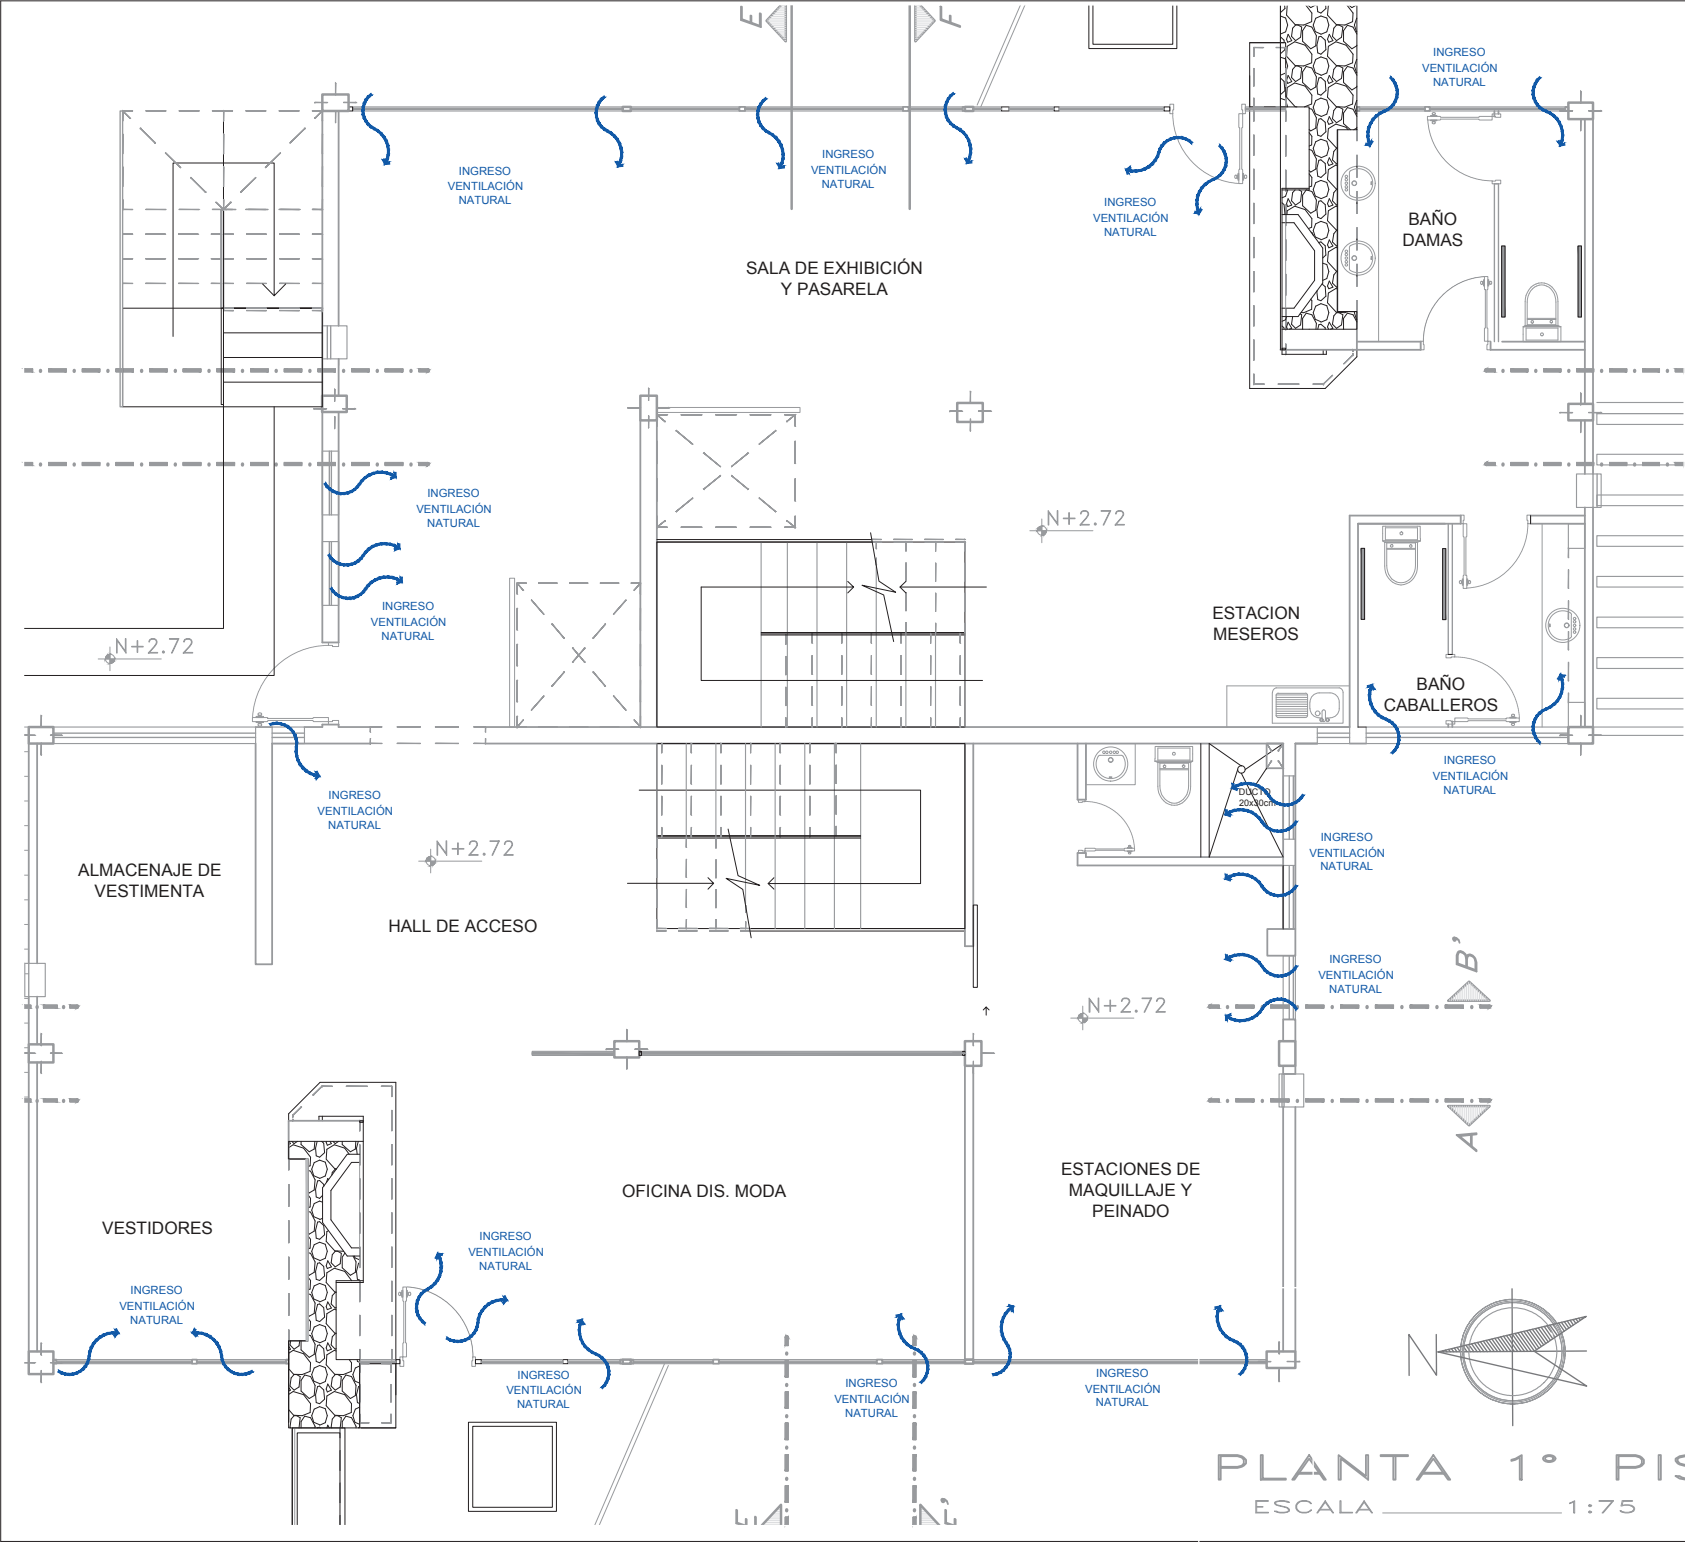 E
F
INGRESO
VENTILACIÓN
NATURAL
INGRESO
VENTILACIÓN
NATURAL
INGRESO
VENTILACIÓN
NATURAL
INGRESO
VENTILACIÓN
NATURAL
BAÑO
DAMAS
SALA DE EXHIBICIÓN
Y PASARELA
INGRESO
VENTILACIÓN
NATURAL
N+2.72
INGRESO
VENTILACIÓN
NATURAL
ESTACION
MESEROS
N+2.72
BAÑO
CABALLEROS
INGRESO
VENTILACIÓN
NATURAL
INGRESO
VENTILACIÓN
NATURAL
DUCTO
20x30cm
INGRESO
VENTILACIÓN
NATURAL
N+2.72
ALMACENAJE DE
VESTIMENTA
HALL DE ACCESO
INGRESO
VENTILACIÓN
NATURAL
B'
N+2.72
A
ESTACIONES DE
MAQUILLAJE Y
PEINADO
OFICINA DIS. MODA
VESTIDORES
INGRESO
VENTILACIÓN
NATURAL
INGRESO
VENTILACIÓN
NATURAL
N
INGRESO
VENTILACIÓN
NATURAL
INGRESO
VENTILACIÓN
NATURAL
INGRESO
VENTILACIÓN
NATURAL
PLANTA 1° PIS
ESCALA 1:75